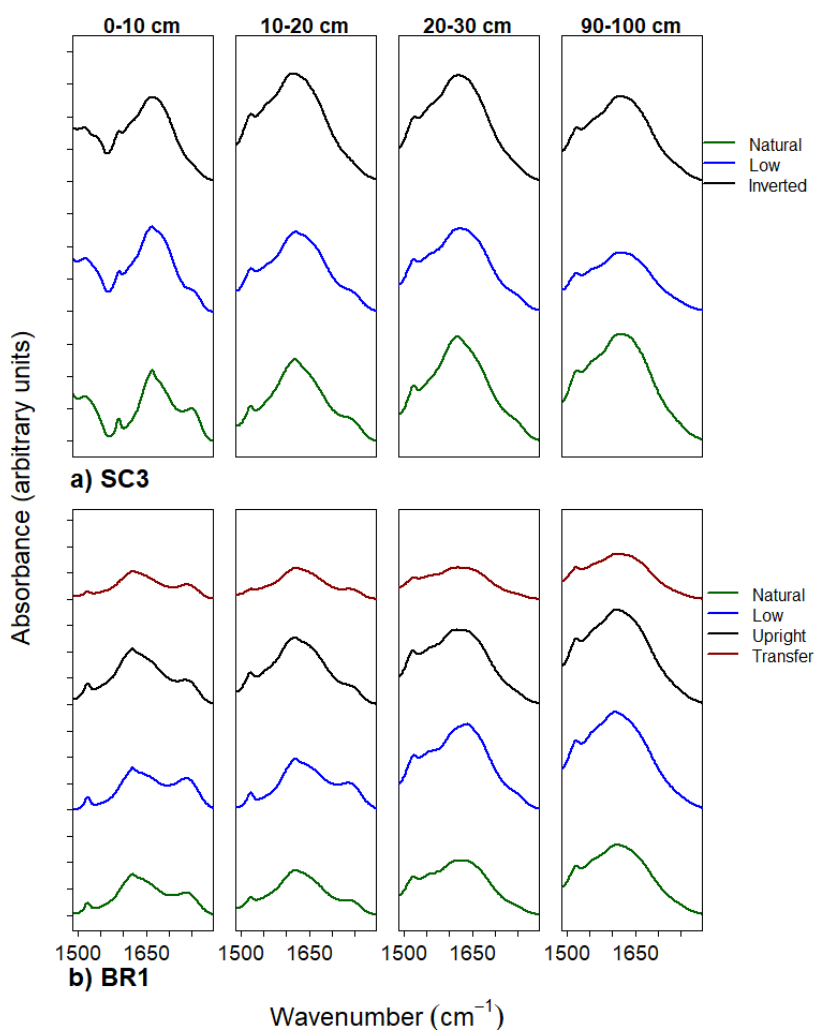 0-10 cm 10-20 cm 20-30 cm 90-100 cm
Natural
Low
Inverted
Absorbance (arbitrary units)
a) SC3
Natural
Low
Upright
Transfer
1500 1650 1500 1650 1500 1650 1500 1650
b) BR1
Wavenumber (cm⁻¹)